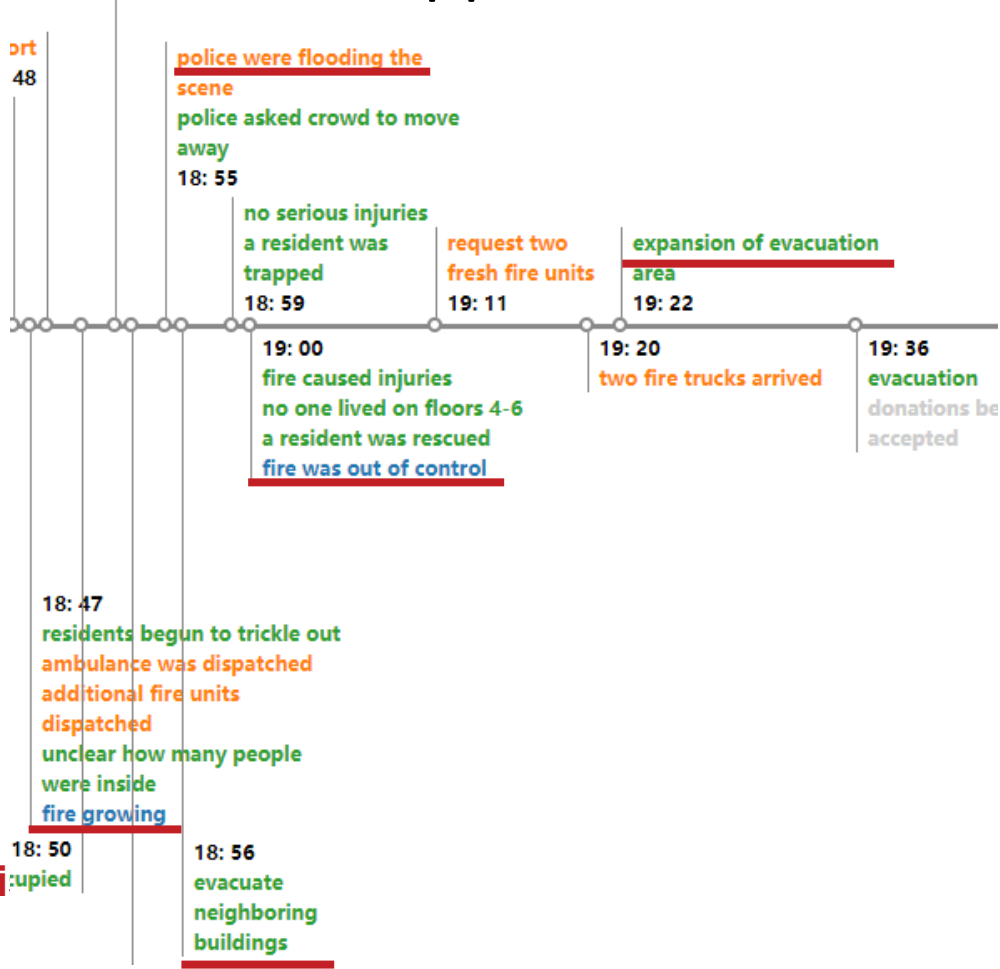 ort
48
police were flooding the
scene
police asked crowd to move
away
18: 55
no serious injuries
a resident was
trapped
18: 59
request two
fresh fire units
19: 11
expansion of evacuation
area
19: 22
19: 00
fire caused injuries
no one lived on floors 4-6
a resident was rescued
fire was out of control
19: 20
two fire trucks arrived
19: 36
evacuation
donations be
accepted
18: 47
residents begun to trickle out
ambulance was dispatched
additional fire units
dispatched
unclear how many people
were inside
fire growing
18: 50
cupied
18: 56
evacuate
neighboring
buildings